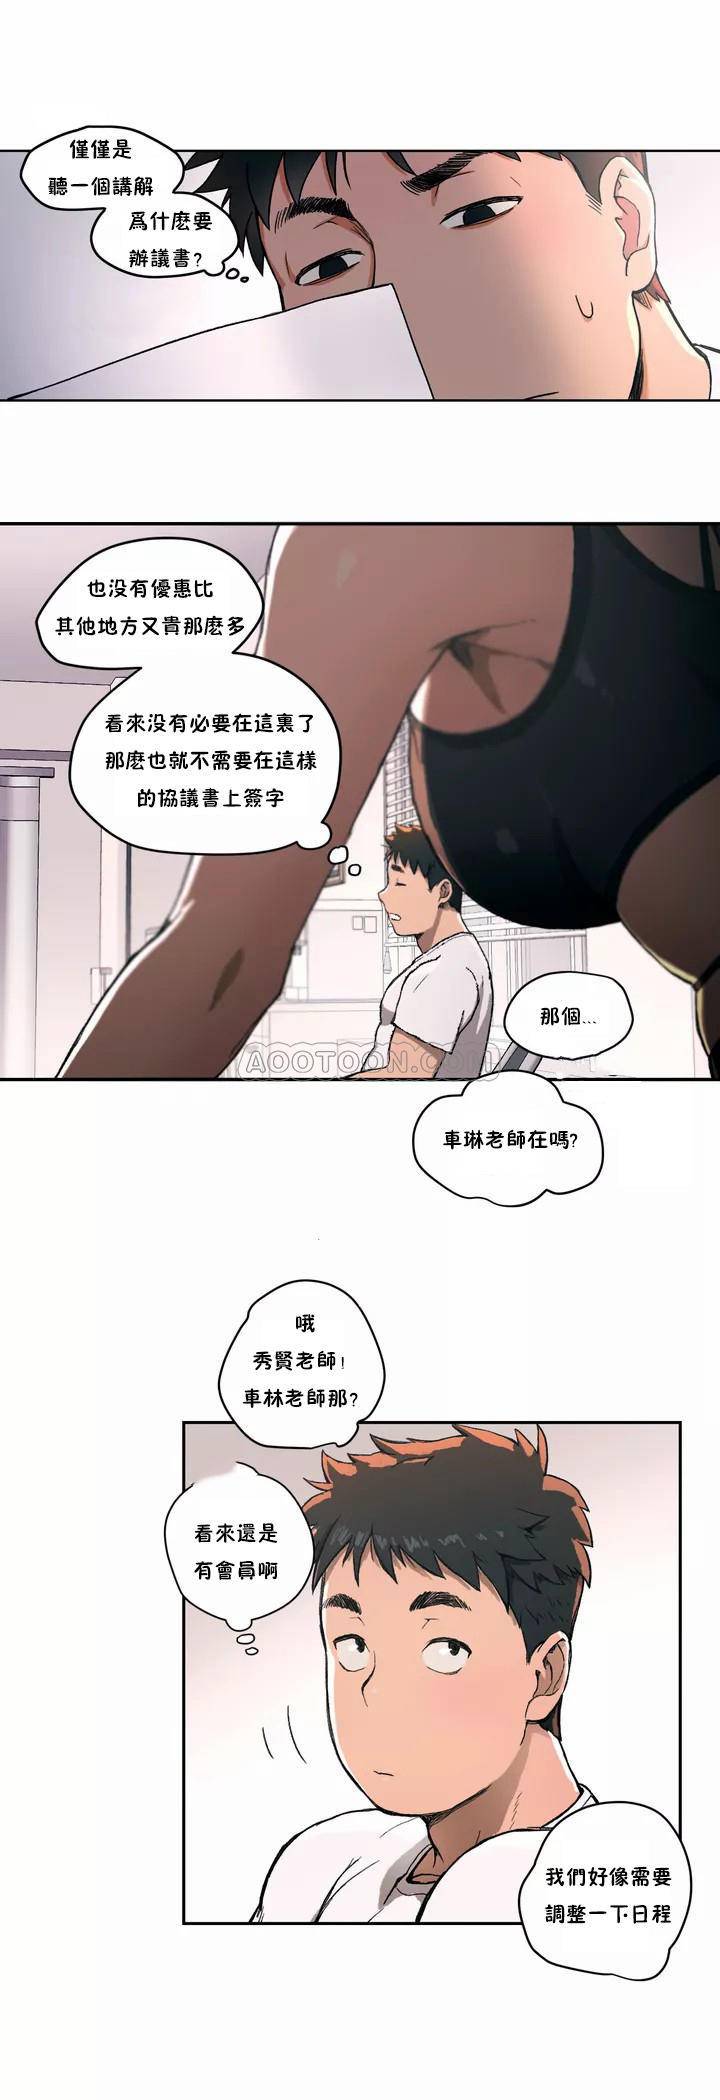 僅僅是
聽一個講解
爲什麽要
辦議書?
也没有優惠比
其他地方又貴那麽多
看來没有必要在這裏了
那麽也就不需要在這樣
的協議書上簽字
那個...
AOOTOON.COM
車琳老師在嗎?
哦
秀賢老師!
車林老師那?
看來還是
有會員啊
我們好像需要
調整一下日程